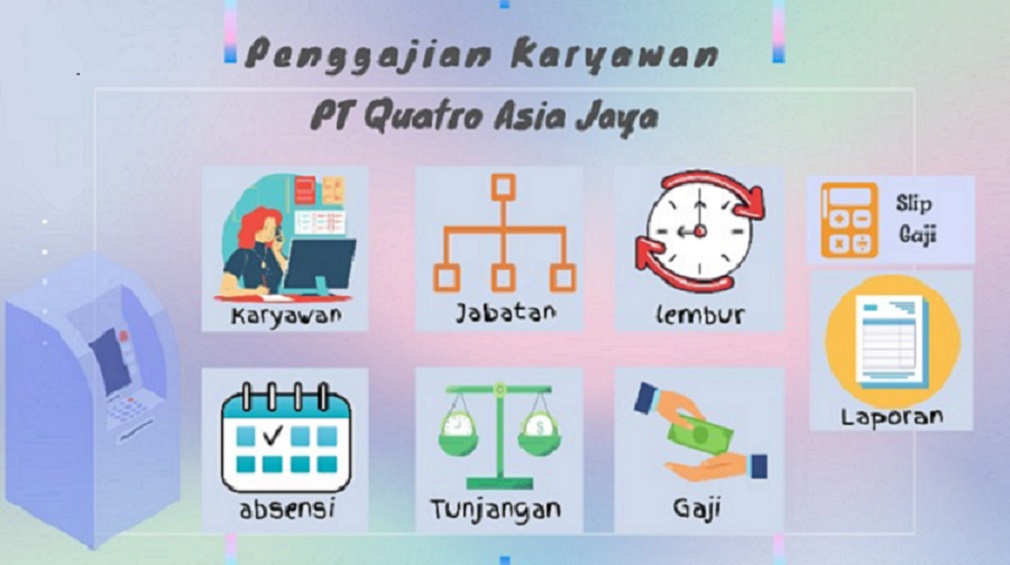 Penggajian Karyawan
PT Quatro Asia Jaya
Karyawan
Jabatan
lembur
Slip
Gaji
Laporan
absensi
Tunjangan
Gaji